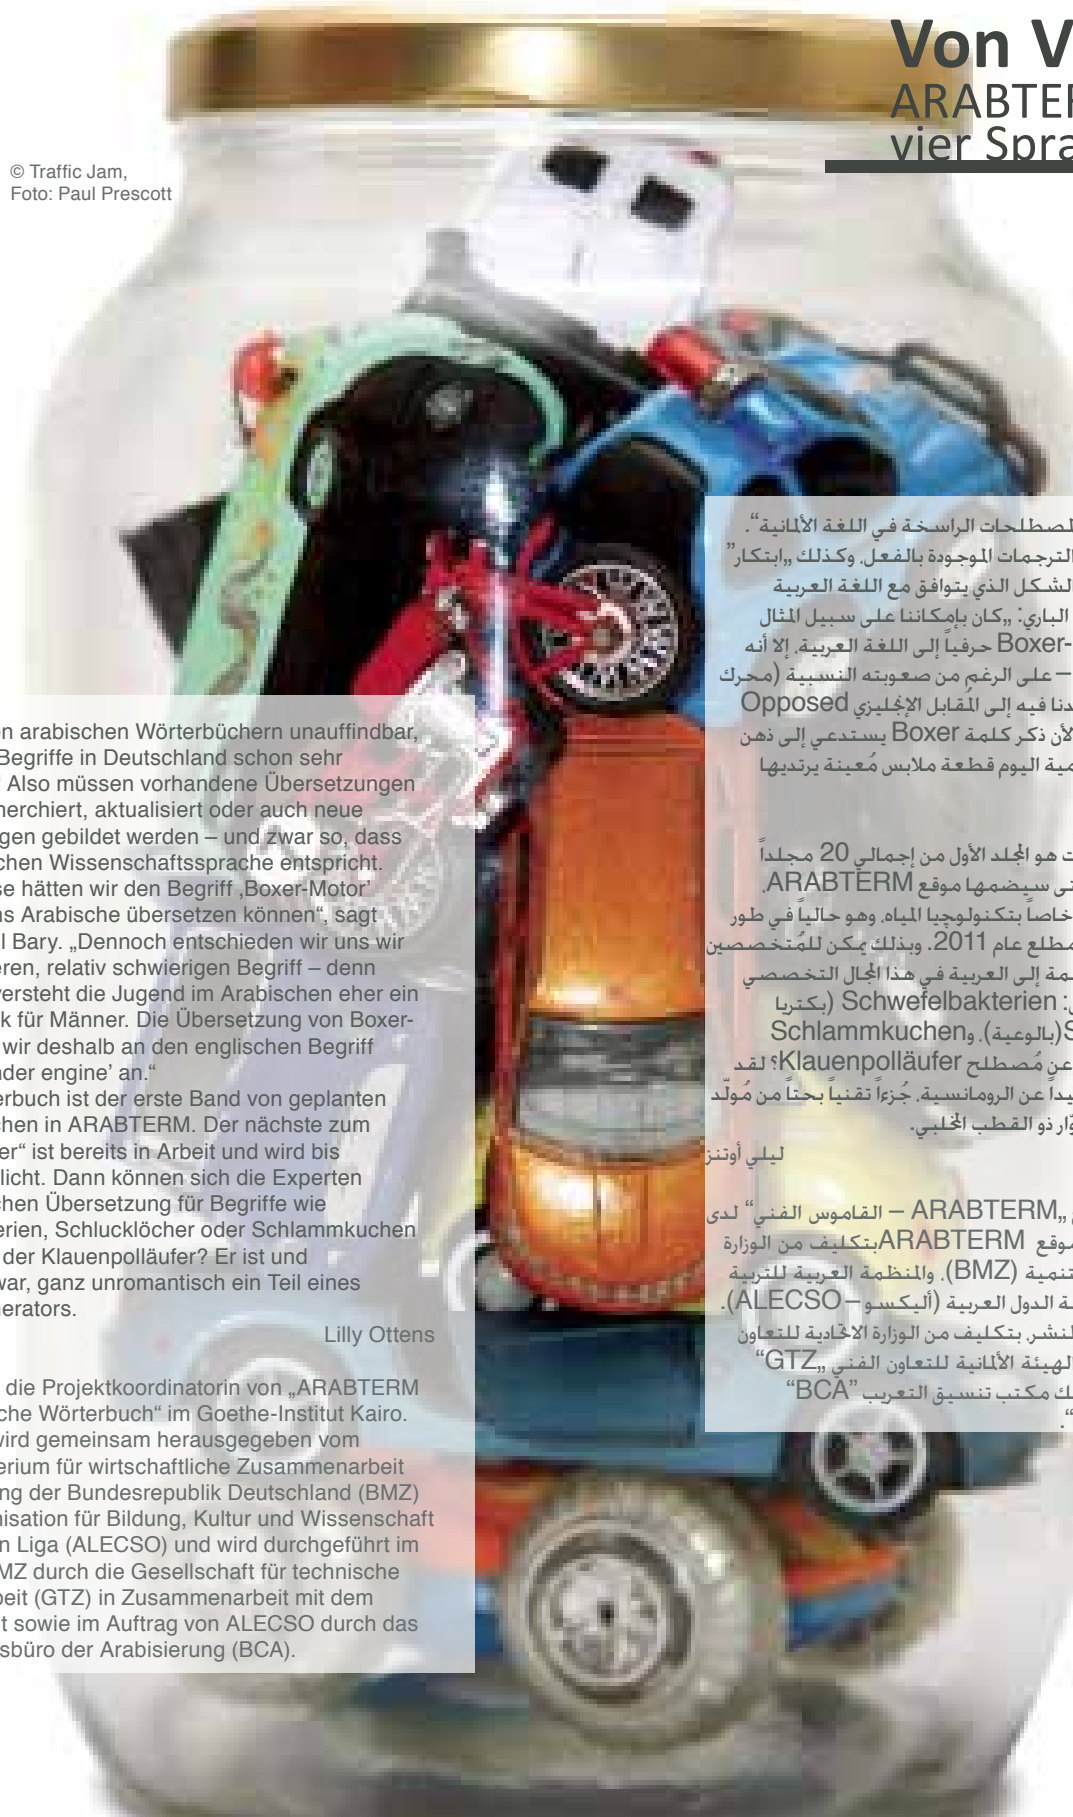 Von V
ARABTER
vier Spra
© Traffic Jam,
Foto: Paul Prescott
en arabischen Wörterbüchern unauffindbar,
Begriffe in Deutschland schon sehr
“ Also müssen vorhandene Übersetzungen
herchiert, aktualisiert oder auch neue
gen gebildet werden – und zwar so, dass
chen Wissenschaftssprache entspricht.
se hätten wir den Begriff ‚Boxer-Motor’
ns Arabische übersetzen können“, sagt
l Bary. „Dennoch entschieden wir uns wir
eren, relativ schwierigen Begriff – denn
versteht die Jugend im Arabischen eher ein
k für Männer. Die Übersetzung von Boxer-
wir deshalb an den englischen Begriff
nder engine’ an.“
erbuch ist der erste Band von geplanten
chen in ARABTERM. Der nächste zum
er“ ist bereits in Arbeit und wird bis
licht. Dann können sich die Experten
chen Übersetzung für Begriffe wie
erien, Schlucklöcher oder Schlammkuchen
der Klauenpolläufer? Er ist und
war, ganz unromantisch ein Teil eines
nerators.
Lilly Ottens
die Projektkoordinatorin von „ARABTERM
che Wörterbuch“ im Goethe-Institut Kairo.
wird gemeinsam herausgegeben vom
erium für wirtschaftliche Zusammenarbeit
ng der Bundesrepublik Deutschland (BMZ)
nisation für Bildung, Kultur und Wissenschaft
n Liga (ALECSO) und wird durchgeführt im
MZ durch die Gesellschaft für technische
beit (GTZ) in Zusammenarbeit mit dem
t sowie im Auftrag von ALECSO durch das
sbüro der Arabisierung (BCA).
لمصطلحات الراسخة في اللغة الألمانية“.
الترجمات الموجودة بالفعل، وكذلك „ابتكار”
الشكل الذي يتوافق مع اللغة العربية
الباري: „كان بإمكاننا على سبيل المثال
Boxer- حرفياً إلى اللغة العربية، إلا أنه
– على الرغم من صعوبته النسبية (محرك
دنا فيه إلى المُقابل الإنجليزي Opposed
لأن ذكر كلمة Boxer يستدعي إلى ذهن
مية اليوم قطعة ملابس مُعينة يرتديها
ت هو المجلد الأول من إجمالي 20 مجلداً
تى سيضمها موقع ARABTERM.
خاصاً بتكنولوجيا المياه، وهو حالياً في طور
مطلع عام 2011. وبذلك يمكن للمُتخصصين
مة إلى العربية في هذا المجال التخصصي
: Schwefelbakterien (بكتريا
S(بالوعية)، وSchlammkuchen
عن مُصطلح Klauenpolläufer؟ لقد
يداً عن الرومانسية، جُزءاً تقنياً بحتاً من مُولّد
وّار ذو القطب المخلبي.
ليلي أوتنز
„ARABTERM – القاموس الفني“ لدى
موقع ARABTERMبتكليف من الوزارة
تنمية (BMZ)، والمنظمة العربية للتربية
ة الدول العربية (أليكسو–ALECSO).
لنشر، بتكليف من الوزارة الاتحادية للتعاون
الهيئة الألمانية للتعاون الفني „GTZ“
ك مكتب تنسيق التعريب “BCA”
“.